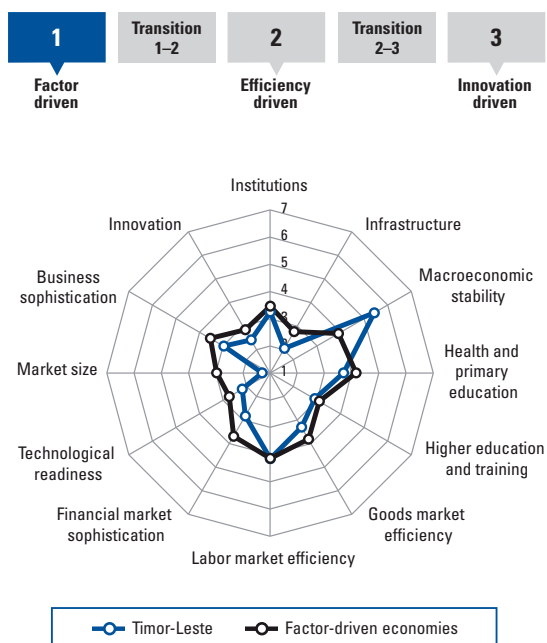 1
Transition
1–2
2
Transition
2–3
3
Factor
driven
Efficiency
driven
Innovation
driven
Institutions
Infrastructure
Macroeconomic
stability
Health and
primary
education
Higher education
and training
Goods market
efficiency
Labor market efficiency
Financial market
sophistication
Technological
readiness
Market size
Business
sophistication
Innovation
7
6
5
4
3
2
1
Timor-Leste
Factor-driven economies